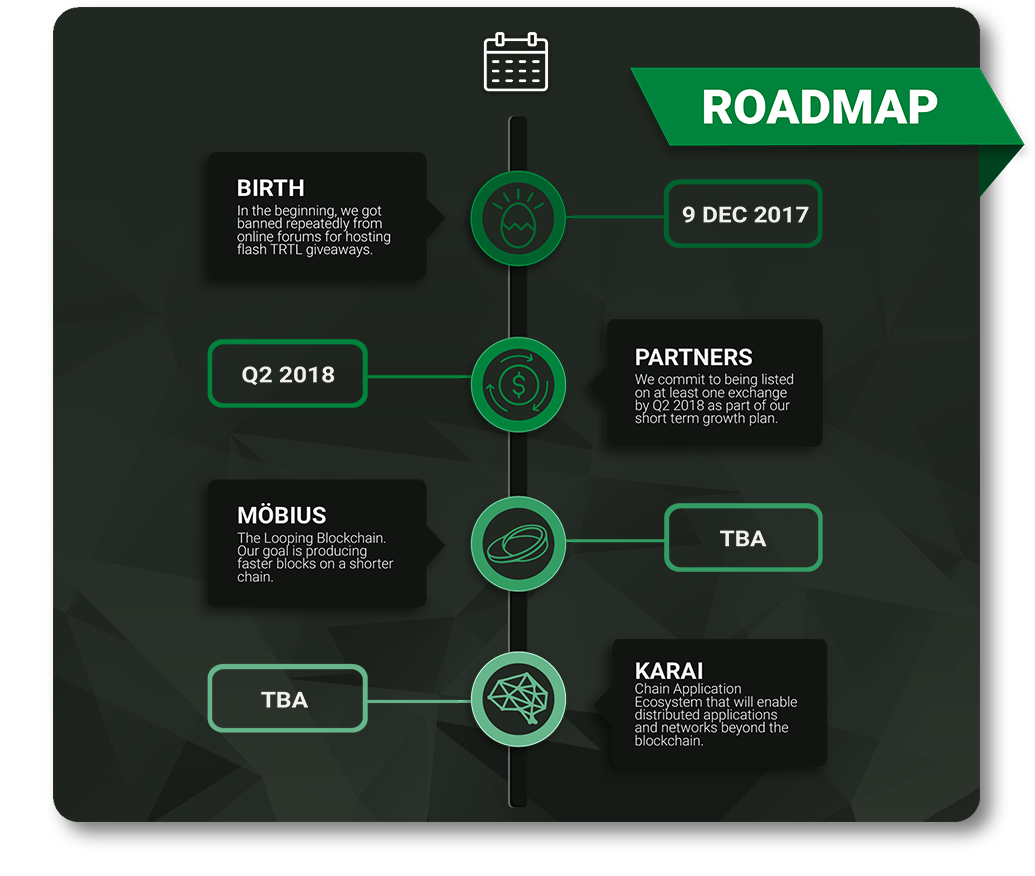 ROADMAP
BIRTH
In the beginning, we got
banned repeatedly from
online forums for hosting
flash TRTL giveaways.
9 DEC 2017
Q2 2018
PARTNERS
We commit to being listed
on at least one exchange
by Q2 2018 as part of our
short term growth plan.
MÖBIUS
The Looping Blockchain.
Our goal is producing
faster blocks on a shorter
chain.
TBA
TBA
KARAI
Chain Application
Ecosystem that will enable
distributed applications
and networks beyond the
blockchain.